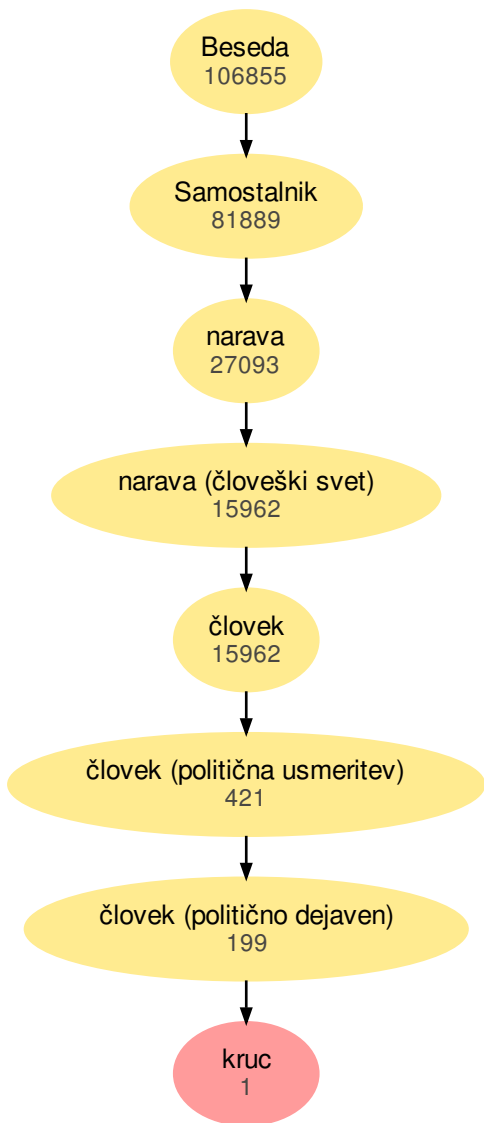 Beseda
106855
Samostalnik
81889
narava
27093
narava (človeški svet)
15962
človek
15962
človek (politična usmeritev)
421
človek (politično dejaven)
199
kruc
1